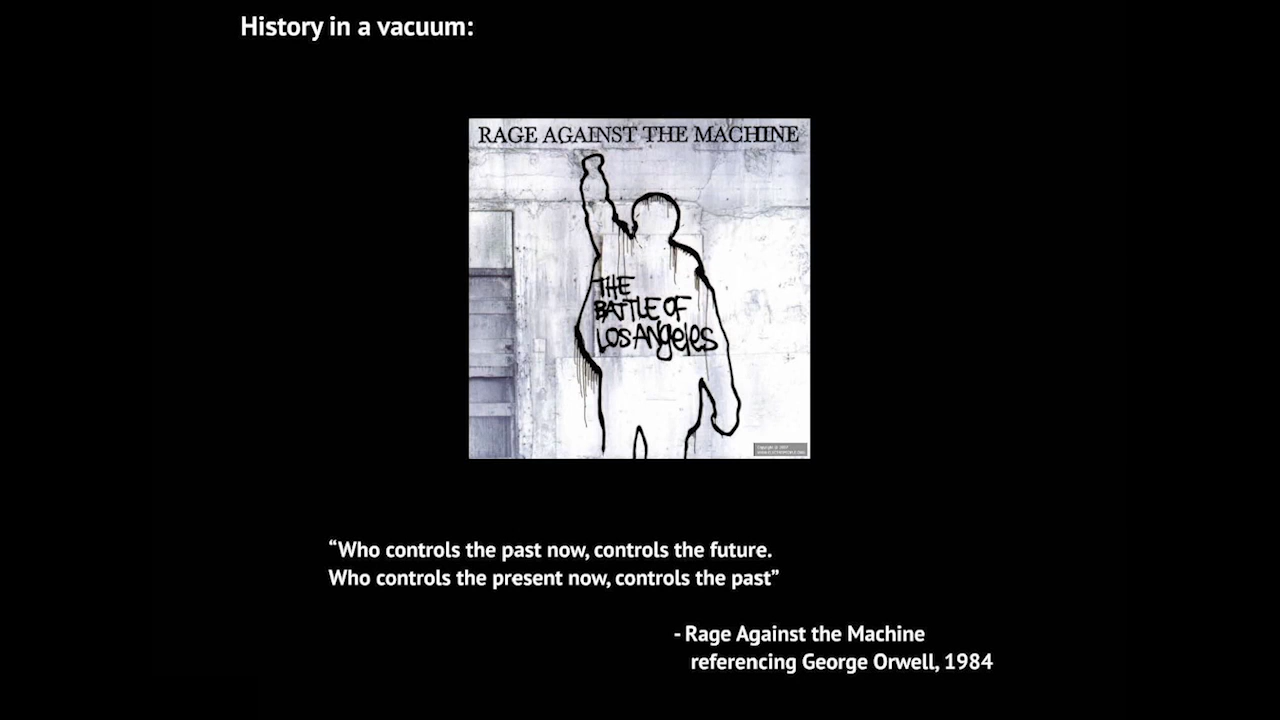 History in a vacuum:
RAGE AGAINST THE MACHINE
THE
BATTLE OF
LOS ANGELES
“Who controls the past now, controls the future.
Who controls the present now, controls the past”
- Rage Against the Machine
referencing George Orwell, 1984